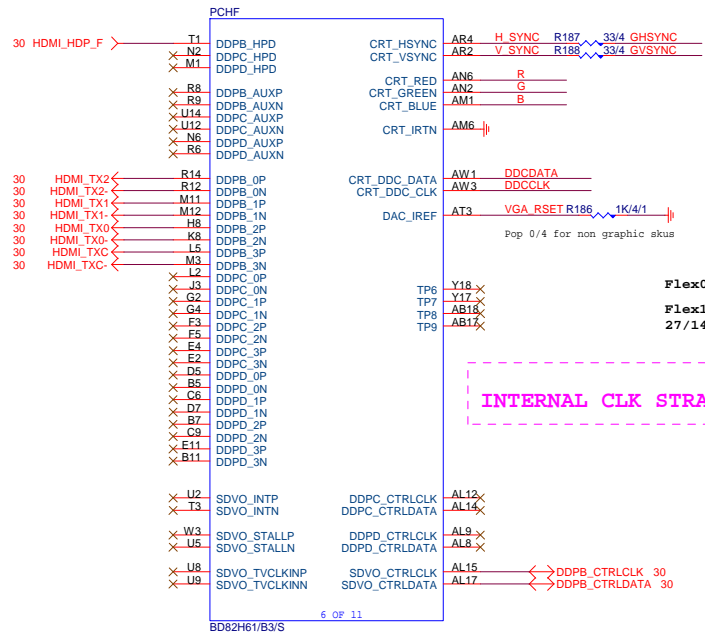 PCHF
30 HDMI_HDP_F T1 DDPB_HPD CRT_HSYNC AR4 H_SYNC R187 33/4 GHSYNC
N2 DDPC_HPD CRT_VSYNC AR2 V_SYNC R188 33/4 GVSYNC
M1 DDPD_HPD
CRT_RED AN6 R
R8 DDPB_AUXP CRT_GREEN AN2 G
R9 DDPB_AUXN CRT_BLUE AM1 B
U14 DDPC_AUXP
U12 DDPC_AUXN CRT_IRTN AM6
N6 DDPD_AUXP
R6 DDPD_AUXN
30 HDMI_TX2 R14 DDPB_0P CRT_DDC_DATA AW1 DDCDATA
30 HDMI_TX2- R12 DDPB_0N CRT_DDC_CLK AW3 DDCCLK
30 HDMI_TX1 M11 DDPB_1P
30 HDMI_TX1- M12 DDPB_1N DAC_IREF AT3 VGA_RSET R186 1K/4/1
30 HDMI_TX0 H8 DDPB_2P
30 HDMI_TX0- K8 DDPB_2N Pop 0/4 for non graphic skus
30 HDMI_TXC L5 DDPB_3P
30 HDMI_TXC- M3 DDPB_3N
L2 DDPC_0P
J3 DDPC_0N TP6 Y18 Flex0
G2 DDPC_1P TP7 Y17
G4 DDPC_1N TP8 AB18 Flex1
F3 DDPC_2P TP9 AB17 27/14
F5 DDPC_2N
E4 DDPC_3P
E2 DDPC_3N
D5 DDPD_0P
B5 DDPD_0N
C6 DDPD_1P INTERNAL CLK STRA
D7 DDPD_1N
B7 DDPD_2P
C9 DDPD_2N
E11 DDPD_3P
B11 DDPD_3N
U2 SDVO_INTP DDPC_CTRLCLK AL12
T3 SDVO_INTN DDPC_CTRLDATA AL14
W3 SDVO_STALLP DDPD_CTRLCLK AL9
U5 SDVO_STALLN DDPD_CTRLDATA AL8
U8 SDVO_TVCLKINP SDVO_CTRLCLK AL15 DDPB_CTRLCLK 30
U9 SDVO_TVCLKINN SDVO_CTRLDATA AL17 DDPB_CTRLDATA 30
6 OF 11
BD82H61/B3/S